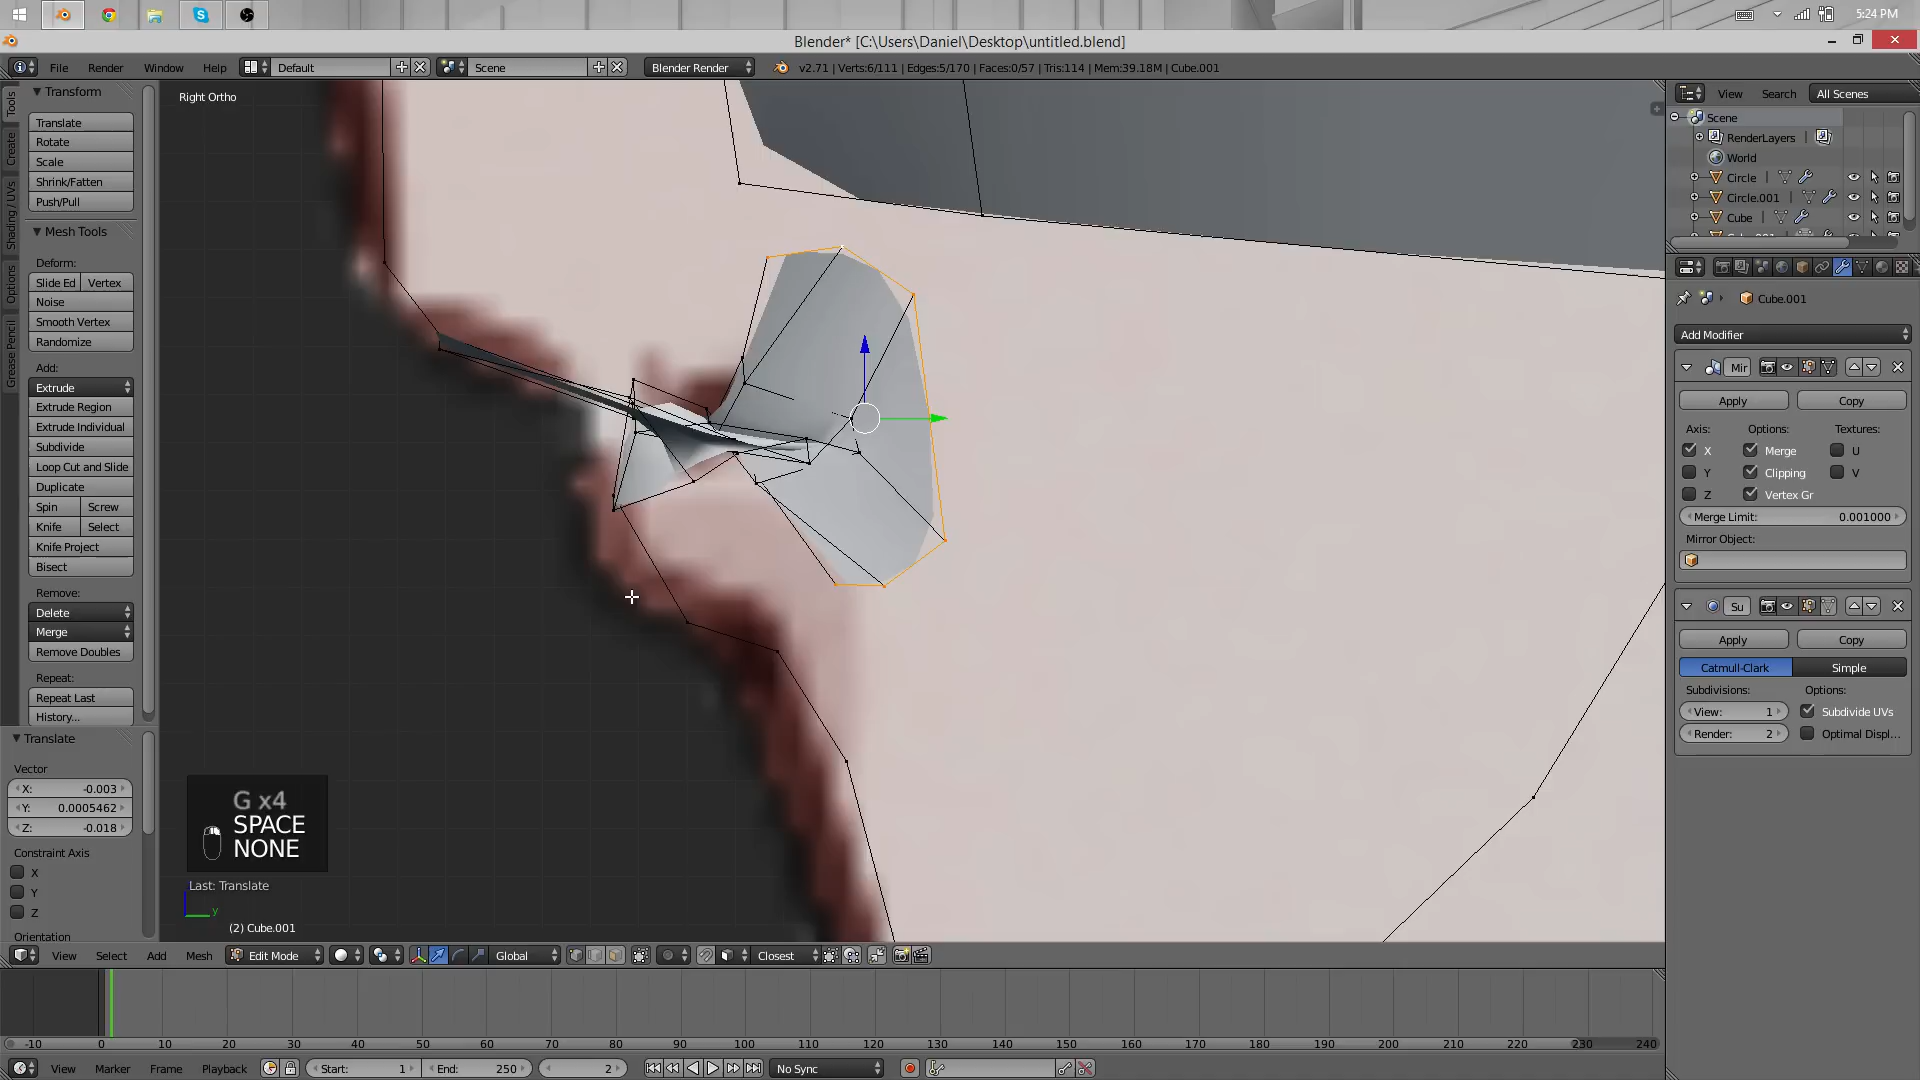 5:24 PM
Blender* [C:\Users\Daniel\Desktop\untitled.blend]
File Render Window Help Default Scene Blender Render v2.71 | Verts:6/111 | Edges:5/170 | Faces:0/57 | Tris:114 | Mem:39.18M | Cube.001
Tools
Create
Shading / UVs
Options
Grease Pencil
Transform
Translate
Rotate
Scale
Shrink/Fatten
Push/Pull
Mesh Tools
Deform:
Slide Ed Vertex
Noise
Smooth Vertex
Randomize
Add:
Extrude
Extrude Region
Extrude Individual
Subdivide
Loop Cut and Slide
Duplicate
Spin Screw
Knife Select
Knife Project
Bisect
Remove:
Delete
Merge
Remove Doubles
Repeat:
Repeat Last
History...
Translate
Vector
X: -0.003
Y: 0.0005462
Z: -0.018
Constraint Axis
X
Y
Z
Orientation
Right Ortho
G x4
SPACE
NONE
Last: Translate
y
(2) Cube.001
View Search All Scenes
Scene
RenderLayers
World
Circle
Circle.001
Cube
Cube.001
Add Modifier
Mir
Apply Copy
Axis: Options: Textures:
X Merge U
Y Clipping V
Z Vertex Gr
Merge Limit: 0.001000
Mirror Object:
Su
Apply Copy
Catmull-Clark Simple
Subdivisions: Options:
View: 1 Subdivide UVs
Render: 2 Optimal Displ...
View Select Add Mesh Edit Mode Global Closest
-10 0 10 20 30 40 50 60 70 80 90 100 110 120 130 140 150 160 170 180 190 200 210 220 230 240
View Marker Frame Playback Start: 1 End: 250 2 No Sync